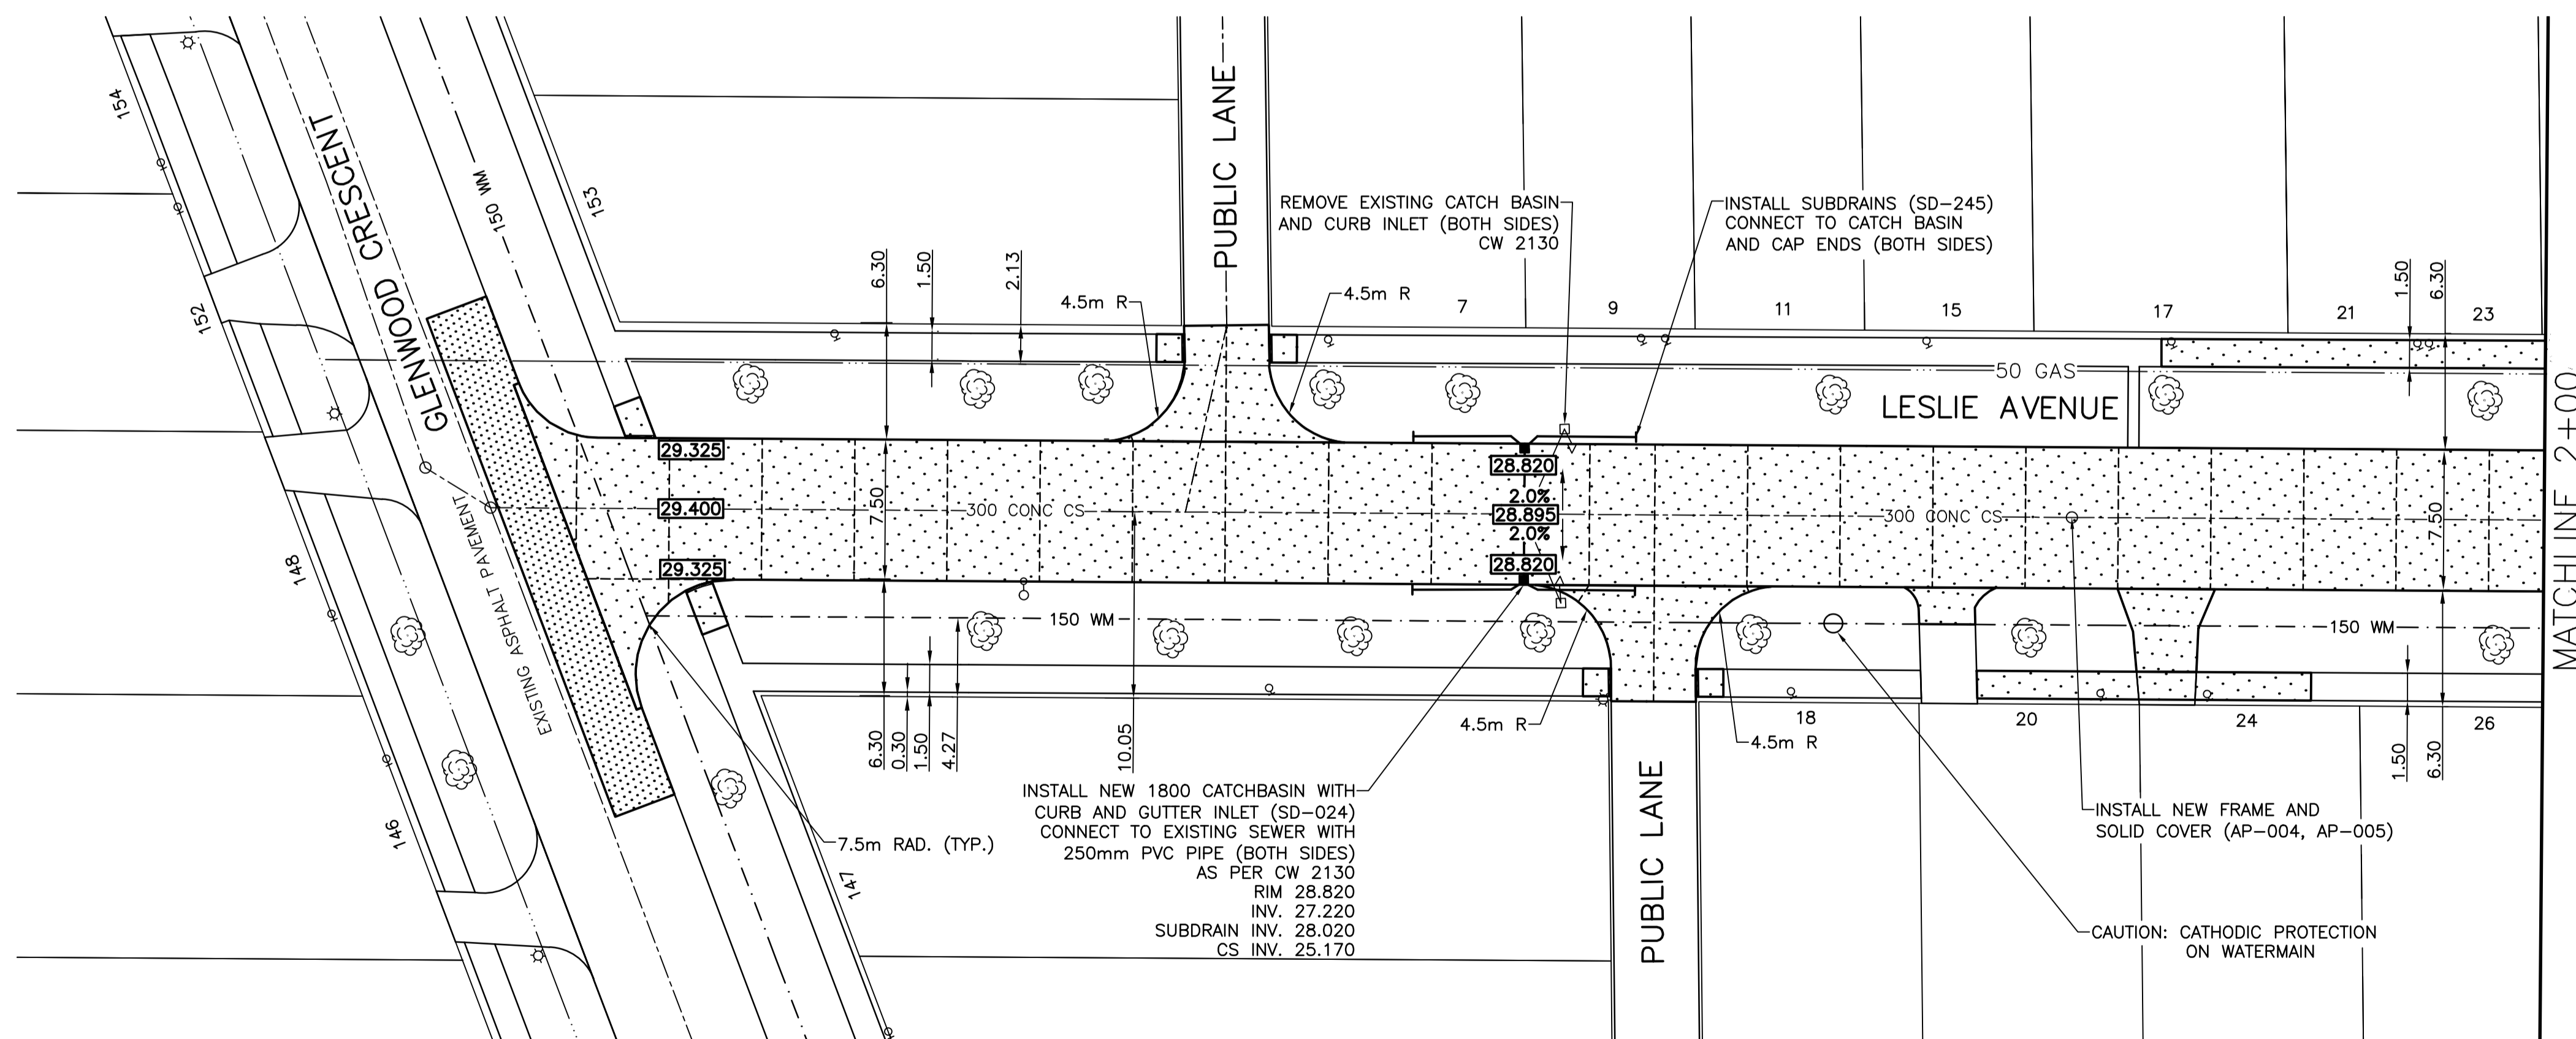 154
GLENWOOD CRESCENT
150 WM
153
152
148
146
147
EXISTING ASPHALT PAVEMENT
PUBLIC LANE
REMOVE EXISTING CATCH BASIN
AND CURB INLET (BOTH SIDES)
CW 2130
INSTALL SUBDRAINS (SD-245)
CONNECT TO CATCH BASIN
AND CAP ENDS (BOTH SIDES)
6.30
1.50
2.13
4.5m R
4.5m R
7
9
11
15
17
21
23
1.50
6.30
50 GAS
LESLIE AVENUE
MATCHLINE 2+00
29.325
29.400
29.325
7.50
300 CONC CS
28.820
2.0%
28.895
2.0%
28.820
300 CONC CS
7.50
150 WM
150 WM
6.30
0.30
1.50
4.27
10.05
4.5m R
4.5m R
18
20
24
26
1.50
6.30
7.5m RAD. (TYP.)
INSTALL NEW 1800 CATCHBASIN WITH
CURB AND GUTTER INLET (SD-024)
CONNECT TO EXISTING SEWER WITH
250mm PVC PIPE (BOTH SIDES)
AS PER CW 2130
RIM 28.820
INV. 27.220
SUBDRAIN INV. 28.020
CS INV. 25.170
PUBLIC LANE
INSTALL NEW FRAME AND
SOLID COVER (AP-004, AP-005)
CAUTION: CATHODIC PROTECTION
ON WATERMAIN